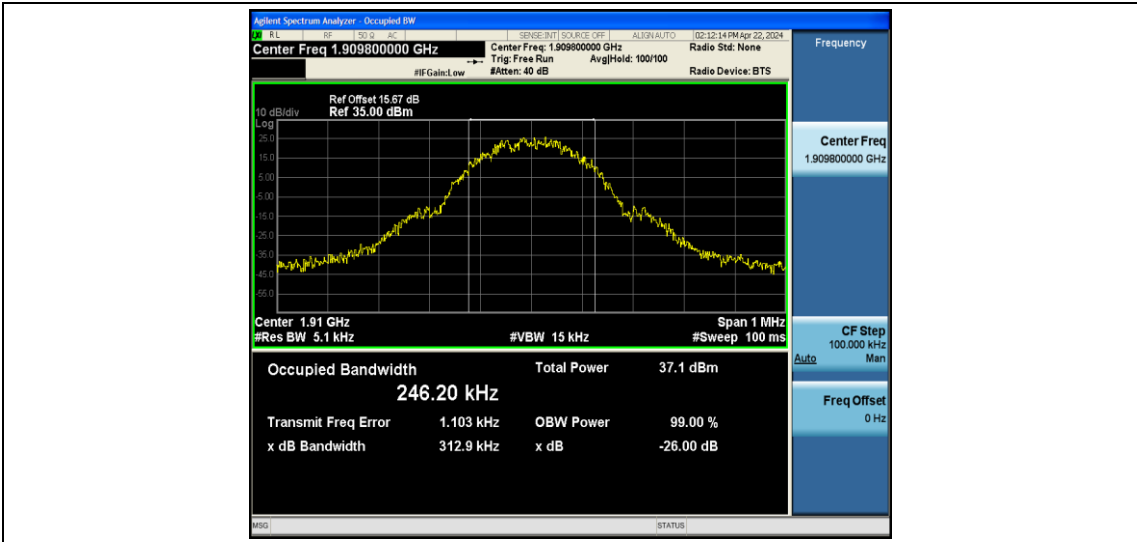 Agilent Spectrum Analyzer - Occupied BW
LXI RL RF 50 Ω AC SENSE:INT SOURCE OFF ALIGN AUTO 02:12:14 PM Apr 22, 2024
Center Freq 1.909800000 GHz
Center Freq: 1.909800000 GHz Radio Std: None
Trig: Free Run Avg|Hold: 100/100
#IFGain:Low #Atten: 40 dB Radio Device: BTS
Ref Offset 15.67 dB
10 dB/div Ref 35.00 dBm
Log
25.0
15.0
5.00
-5.00
-15.0
-25.0
-35.0
-45.0
-55.0
Center 1.91 GHz Span 1 MHz
#Res BW 5.1 kHz #VBW 15 kHz #Sweep 100 ms
Occupied Bandwidth Total Power 37.1 dBm
246.20 kHz
Transmit Freq Error 1.103 kHz OBW Power 99.00 %
x dB Bandwidth 312.9 kHz x dB -26.00 dB
MSG STATUS
Frequency
Center Freq
1.909800000 GHz
CF Step
100.000 kHz
Auto Man
Freq Offset
0 Hz